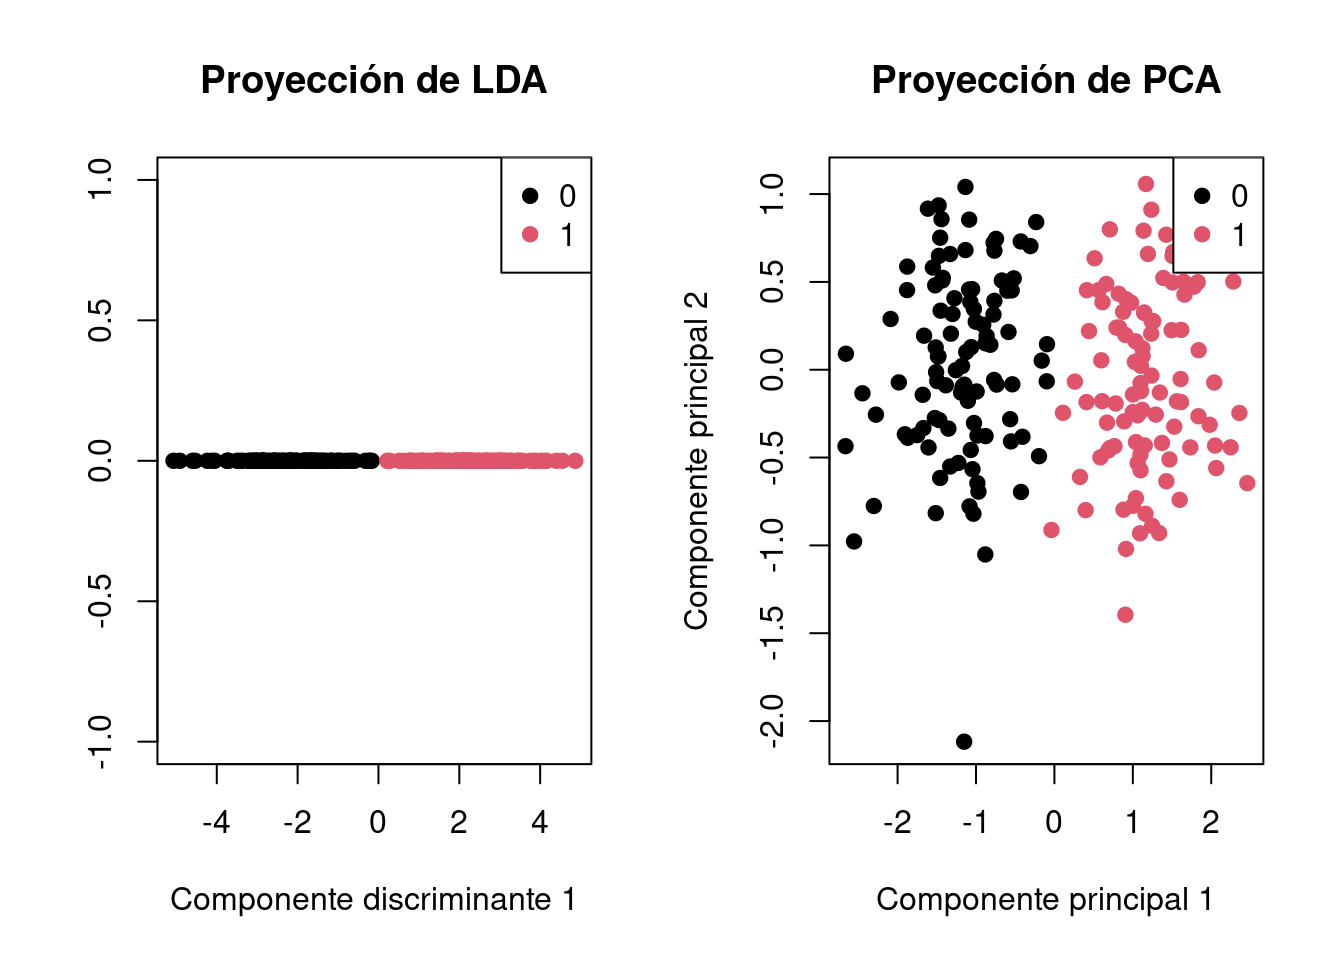 Proyección de LDA
0
1
1.0
0.5
0.0
-0.5
-1.0
-4 -2 0 2 4
Componente discriminante 1
Proyección de PCA
0
1
Componente principal 2
1.0
0.5
0.0
-0.5
-1.0
-1.5
-2.0
-2 -1 0 1 2
Componente principal 1